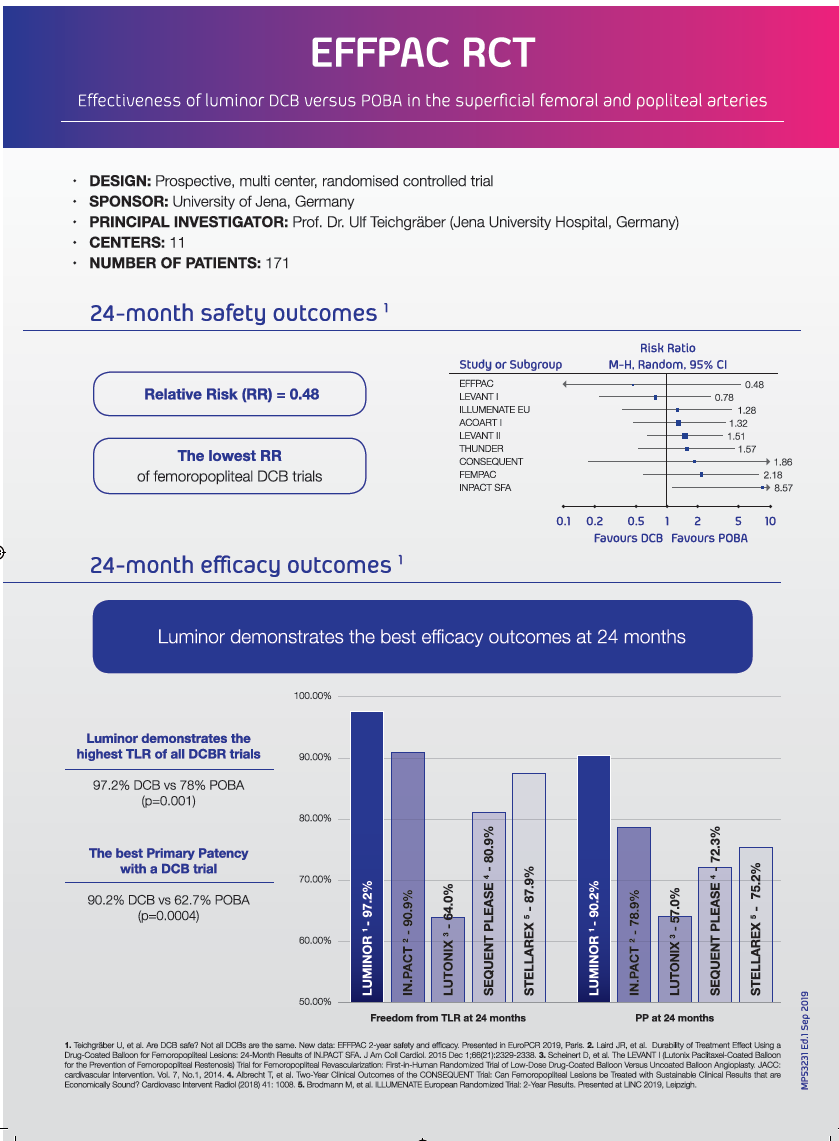 EFFPAC RCT
Effectiveness of luminor DCB versus POBA in the superficial femoral and popliteal arteries
• DESIGN: Prospective, multi center, randomised controlled trial
• SPONSOR: University of Jena, Germany
• PRINCIPAL INVESTIGATOR: Prof. Dr. Ulf Teichgräber (Jena University Hospital, Germany)
• CENTERS: 11
• NUMBER OF PATIENTS: 171
24-month safety outcomes 1
Relative Risk (RR) = 0.48
The lowest RR
of femoropopliteal DCB trials
Risk Ratio
Study or Subgroup M-H, Random, 95% CI
EFFPAC 0.48
LEVANT I 0.78
ILLUMENATE EU 1.28
ACOART I 1.32
LEVANT II 1.51
THUNDER 1.57
CONSEQUENT 1.86
FEMPAC 2.18
INPACT SFA 8.57
0.1 0.2 0.5 1 2 5 10
Favours DCB Favours POBA
24-month efficacy outcomes 1
Luminor demonstrates the best efficacy outcomes at 24 months
Luminor demonstrates the
highest TLR of all DCBR trials
97.2% DCB vs 78% POBA
(p=0.001)
The best Primary Patency
with a DCB trial
90.2% DCB vs 62.7% POBA
(p=0.0004)
100.00%
90.00%
80.00%
70.00%
60.00%
50.00%
LUMINOR 1 - 97.2%
IN.PACT 2 - 90.9%
LUTONIX 3 - 64.0%
SEQUENT PLEASE 4 - 80.9%
STELLAREX 5 - 87.9%
LUMINOR 1 - 90.2%
IN.PACT 2 - 78.9%
LUTONIX 3 - 57.0%
SEQUENT PLEASE 4 - 72.3%
STELLAREX 5 - 75.2%
Freedom from TLR at 24 months
PP at 24 months
1. Teichgräber U, et al. Are DCB safe? Not all DCBs are the same. New data: EFFPAC 2-year safety and efficacy. Presented in EuroPCR 2019, Paris. 2. Laird JR, et al. Durability of Treatment Effect Using a
Drug-Coated Balloon for Femoropopliteal Lesions: 24-Month Results of IN.PACT SFA. J Am Coll Cardiol. 2015 Dec 1;66(21):2329-2338. 3. Scheinert D, et al. The LEVANT I (Lutonix Paclitaxel-Coated Balloon
for the Prevention of Femoropopliteal Restenosis) Trial for Femoropopliteal Revascularization: First-in-Human Randomized Trial of Low-Dose Drug-Coated Balloon Versus Uncoated Balloon Angioplasty. JACC:
cardiovascular Intervention. Vol. 7, No.1, 2014. 4. Albrecht T, et al. Two-Year Clinical Outcomes of the CONSEQUENT Trial: Can Femoropopliteal Lesions be Treated with Sustainable Clinical Results that are
Economically Sound? Cardiovasc Intervent Radiol (2018) 41: 1008. 5. Brodmann M, et al. ILLUMENATE European Randomized Trial: 2-Year Results. Presented at LINC 2019, Leipzigh.
MP53231 Ed.1 Sep 2019